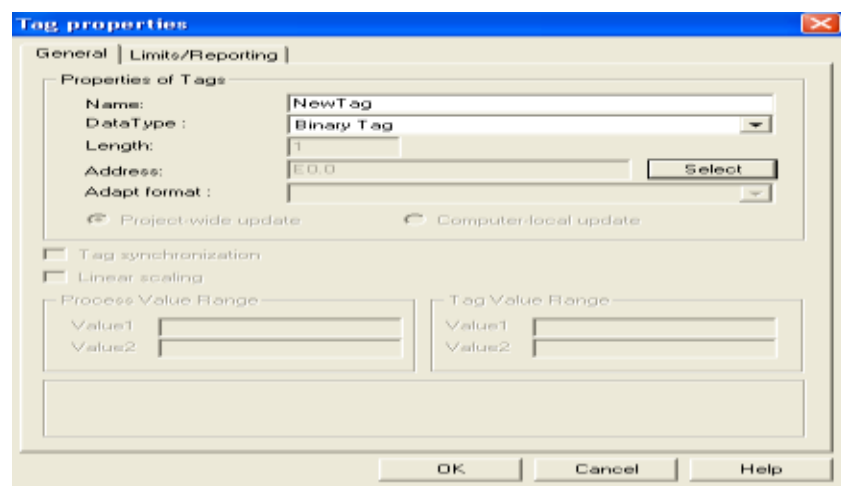 Tag properties
General Limits/Reporting
Properties of Tags
Name: NewTag
DataType : Binary Tag
Length: 1
Address: E0.0 Select
Adapt format :
Project-wide update Computer-local update
Tag synchronization
Linear scaling
Process Value Range Tag Value Range
Value1 Value1
Value2 Value2
OK Cancel Help